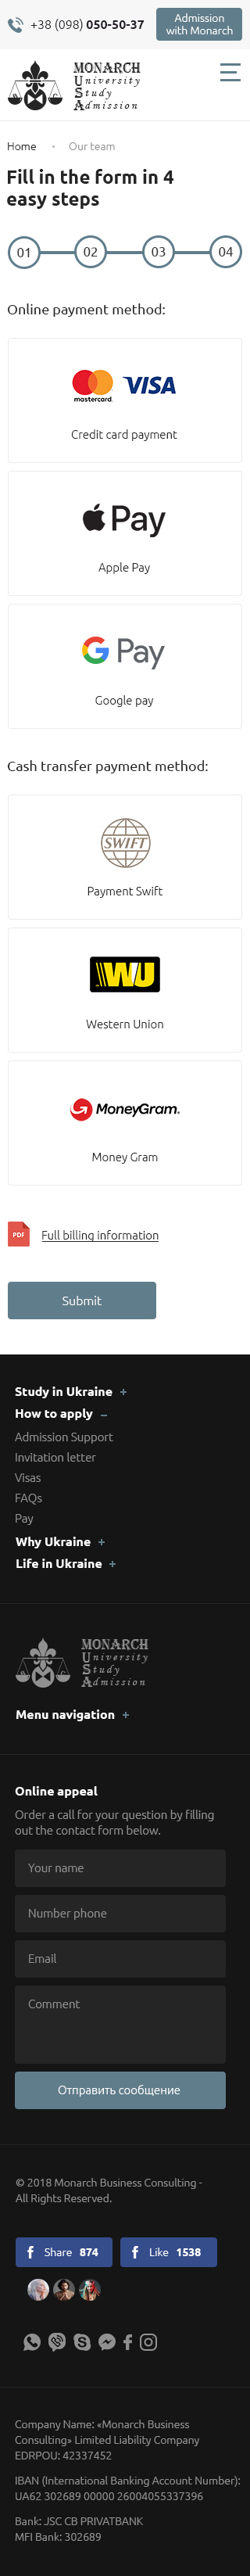 +38 (098) 050-50-37
Admission
with Monarch
MONARCH
University
Study
Admission
Home • Our team
Fill in the form in 4
easy steps
01 02 03 04
Online payment method:
mastercard VISA
Credit card payment
Pay
Apple Pay
G Pay
Google pay
Cash transfer payment method:
SWIFT
Payment Swift
WU
Western Union
MoneyGram.
Money Gram
PDF Full billing information
Submit
Study in Ukraine +
How to apply –
Admission Support
Invitation letter
Visas
FAQs
Pay
Why Ukraine +
Life in Ukraine +
MONARCH
University
Study
Admission
Menu navigation +
Online appeal
Order a call for your question by filling
out the contact form below.
Your name
Number phone
Email
Comment
Отправить сообщение
© 2018 Monarch Business Consulting -
All Rights Reserved.
f Share 874 f Like 1538
Company Name: «Monarch Business
Consulting» Limited Liability Company
EDRPOU: 42337452
IBAN (International Banking Account Number):
UA62 302689 00000 26004055337396
Bank: JSC CB PRIVATBANK
MFI Bank: 302689